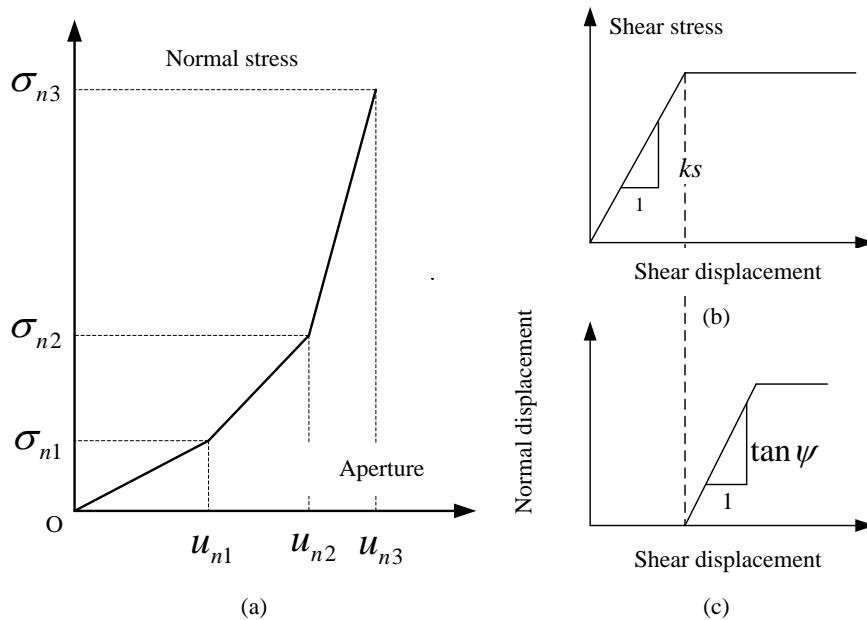 Normal stress
σn3
σn2
σn1
Aperture
O
un1
un2
un3
(a)
Shear stress
ks
1
Shear displacement
(b)
Normal displacement
tan ψ
1
Shear displacement
(c)